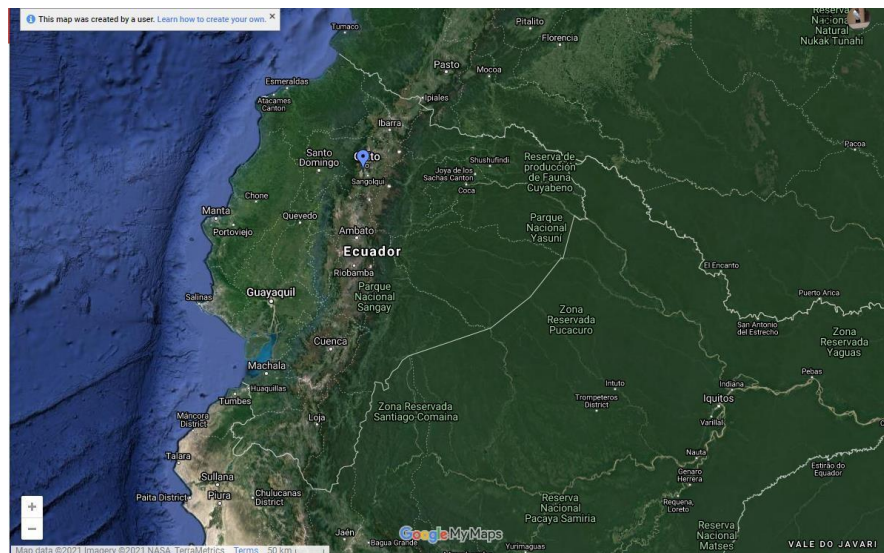 This map was created by a user. Learn how to create your own.
Tumaco
Pitalito
Florencia
Nukak Tunahi
Natural
Pasto
Mocoa
Esmeraldas
Atacames
Canton
Ipiales
Ibarra
Pacoa
Santo
Domingo
Sangolqui
Shushufindi
Joya de los
Sachas Canton
Coca
Reserva de
producción
de Fauna
Cuyabeno
Chone
Manta
Portoviejo
Quevedo
Ambato
Parque
Nacional
Yasuni
Ecuador
Riobamba
El Encanto
Salinas
Guayaquil
Parque
Nacional
Sangay
Puerto Arica
Zona
Reservada
Pucacuro
San Antonio
del Estrecho
Zona
Reservada
Yaguas
Cuenca
Machala
Huaquillas
Tumbes
Pebas
Intuto
Indiana
Trompeteros
District
Iquitos
Zona Reservada
Santiago-Comaina
Máncora
District
Loja
Varillal
Talara
Nauta
Sullana
Genaro
Herrera
Estirão do
Equador
Paita District
Piura
Chulucanas
District
Reserva
Nacional
Pacaya Samiria
Requena,
Loreto
Reserva
Nacional
Matses
Jaén
Bagua Grande
Google My Maps
Yurimaguas
VALE DO JAVARI
Map data ©2021 Imagery ©2021 NASA, TerraMetrics Terms 50 km